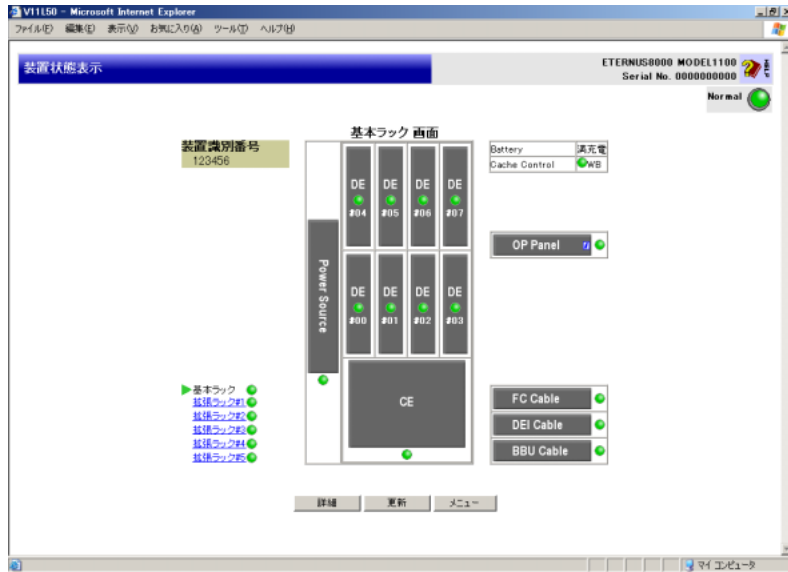 V11L50 - Microsoft Internet Explorer
ファイル(F) 編集(E) 表示(V) お気に入り(A) ツール(T) ヘルプ(H)
装置状態表示
ETERNUS8000 MODEL1100
Serial No. 0000000000
HELP
Normal
基本ラック 画面
装置識別番号
123456
Battery 満充電
Cache Control WB
DE #04
DE #05
DE #06
DE #07
OP Panel
Power Source
DE #00
DE #01
DE #02
DE #03
CE
基本ラック
拡張ラック#1
拡張ラック#2
拡張ラック#3
拡張ラック#4
拡張ラック#5
FC Cable
DEI Cable
BBU Cable
詳細 更新 メニュー
マイ コンピュータ